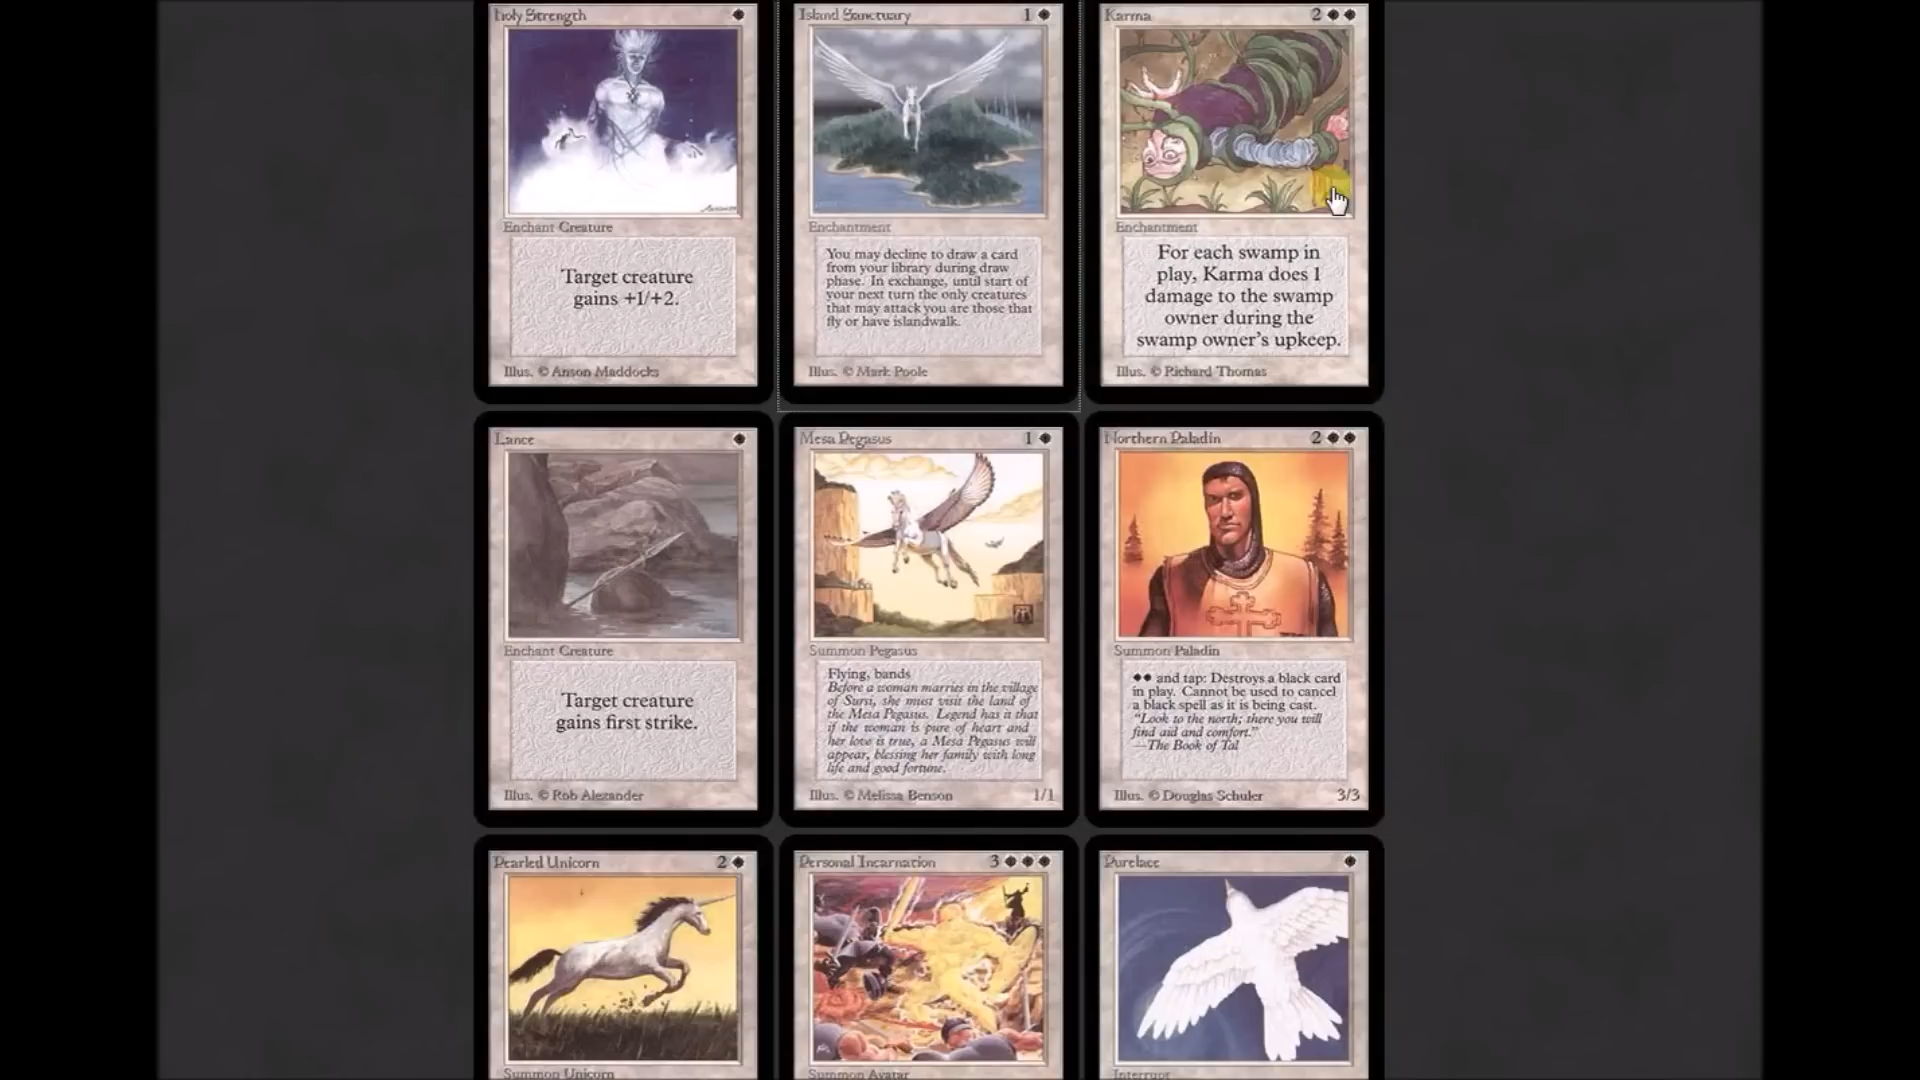 Holy Strength
Island Sanctuary 1
Karma 2
Enchant Creature
Enchantment
Enchantment
Target creature
gains +1/+2.
You may decline to draw a card
from your library during draw
phase. In exchange, until start of
your next turn the only creatures
that may attack you are those that
fly or have islandwalk.
For each swamp in
play, Karma does 1
damage to the swamp
owner during the
swamp owner's upkeep.
Illus. © Anson Maddocks
Illus. © Mark Poole
Illus. © Richard Thomas
Lance
Mesa Pegasus 1
Northern Paladin 2
Enchant Creature
Summon Pegasus
Summon Paladin
Target creature
gains first strike.
Flying, bands
Before a woman marries in the village
of Sursi, she must visit the land of
the Mesa Pegasus. Legend has it that
if the woman is pure of heart and
her love is true, a Mesa Pegasus will
appear, blessing her family with long
life and good fortune.
and tap: Destroys a black card
in play. Cannot be used to cancel
a black spell as it is being cast.
"Look to the north; there you will
find aid and comfort."
—The Book of Tal
Illus. © Rob Alexander
Illus. © Melissa Benson 1/1
Illus. © Douglas Schuler 3/3
Pearled Unicorn 2
Personal Incarnation 3
Purelace
Summon Unicorn
Summon Avatar
Interrupt